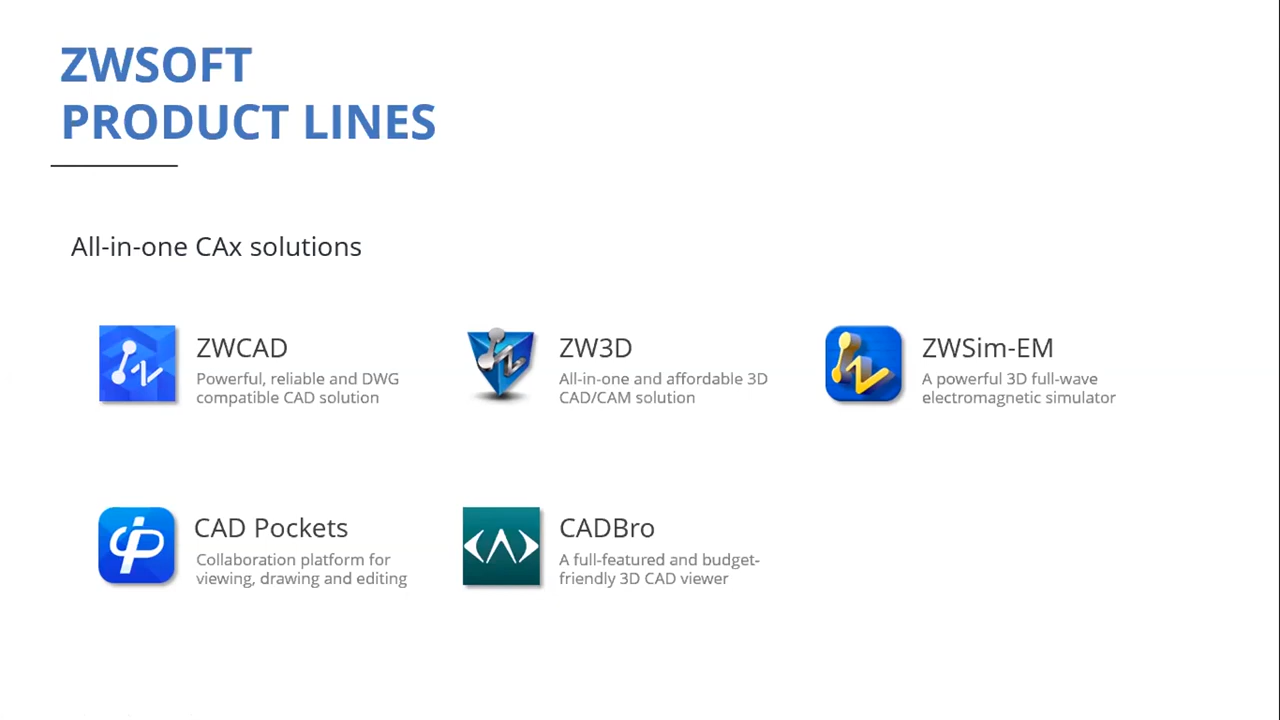 ZWSOFT
PRODUCT LINES
All-in-one CAx solutions
ZWCAD
Powerful, reliable and DWG
compatible CAD solution
ZW3D
All-in-one and affordable 3D
CAD/CAM solution
ZWSim-EM
A powerful 3D full-wave
electromagnetic simulator
CAD Pockets
Collaboration platform for
viewing, drawing and editing
CADBro
A full-featured and budget-
friendly 3D CAD viewer